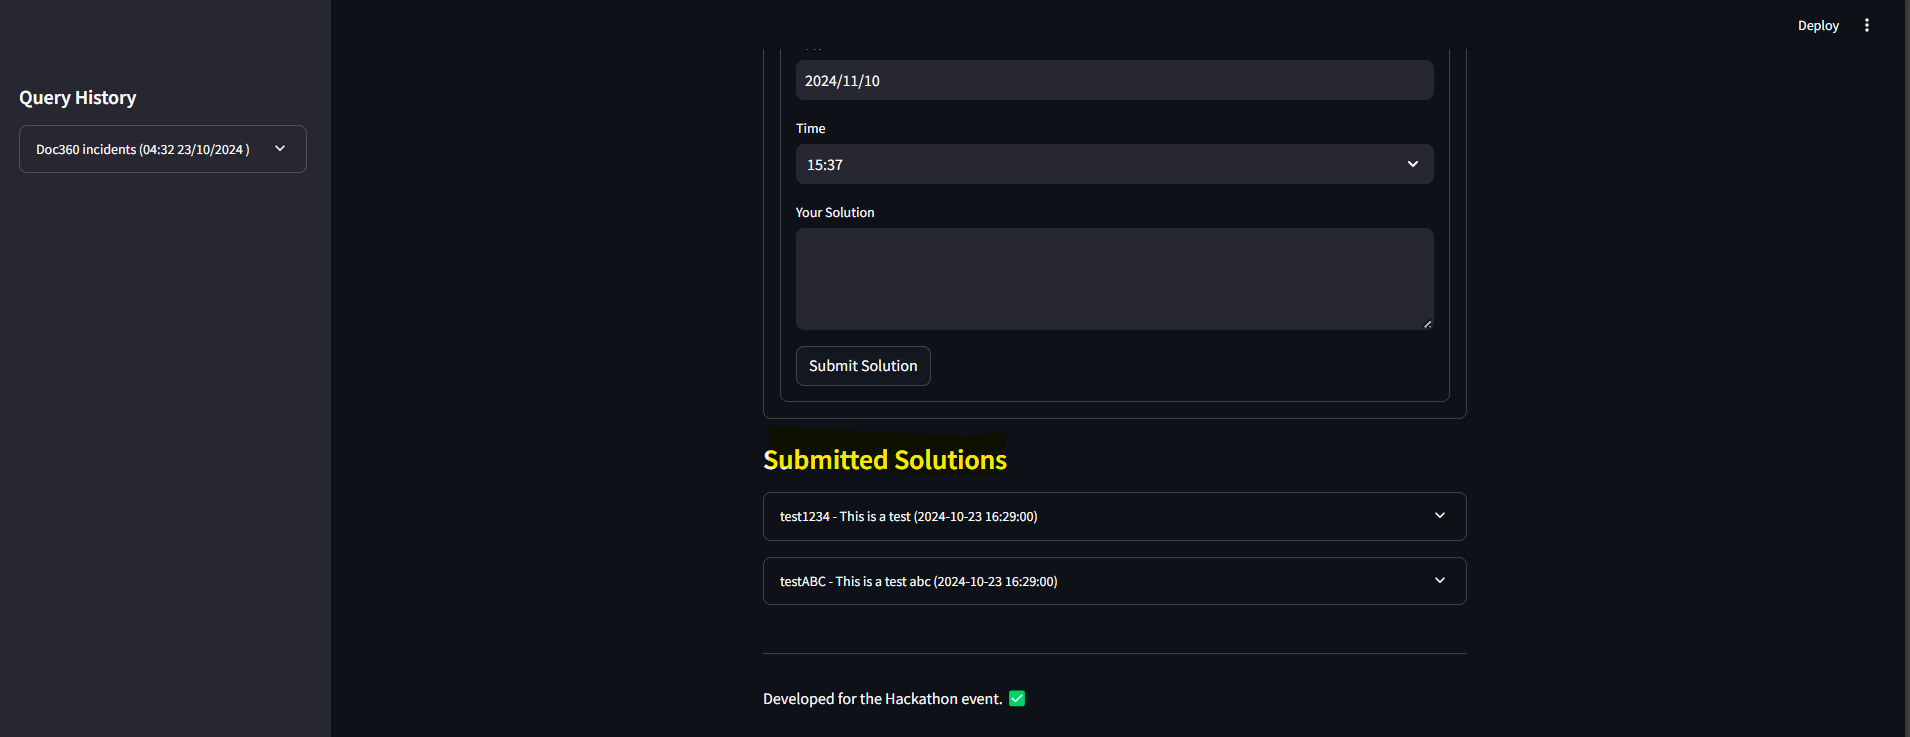 Deploy
Query History
Doc360 incidents (04:32 23/10/2024 )
2024/11/10
Time
15:37
Your Solution
Submit Solution
Submitted Solutions
test1234 - This is a test (2024-10-23 16:29:00)
testABC - This is a test abc (2024-10-23 16:29:00)
Developed for the Hackathon event. ✅